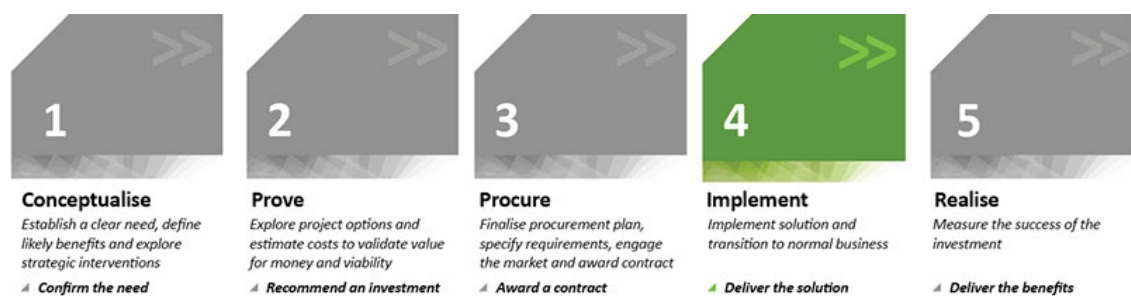 1
Conceptualise
Establish a clear need, define
likely benefits and explore
strategic interventions
Confirm the need
2
Prove
Explore project options and
estimate costs to validate value
for money and viability
Recommend an investment
3
Procure
Finalise procurement plan,
specify requirements, engage
the market and award contract
Award a contract
4
Implement
Implement solution and
transition to normal business
Deliver the solution
5
Realise
Measure the success of the
investment
Deliver the benefits